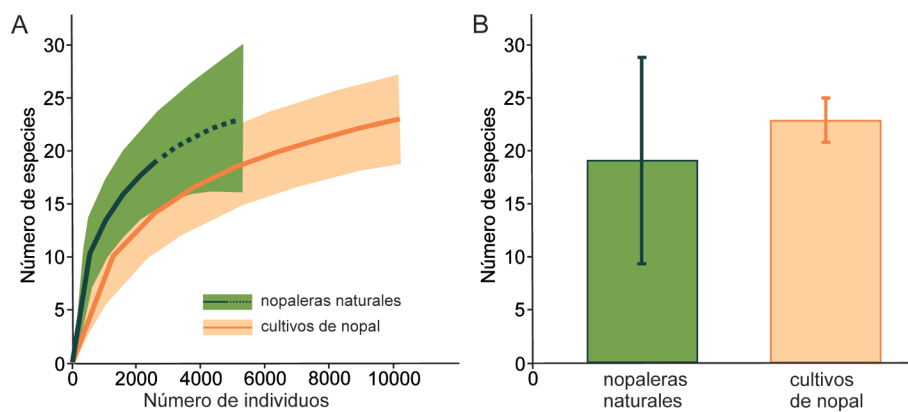 A
Número de especies
30
25
20
15
10
5
0
nopaleras naturales
cultivos de nopal
0 2000 4000 6000 8000 10000
Número de individuos
B
Número de especies
30
25
20
15
10
5
0
0
nopaleras
naturales
cultivos
de nopal